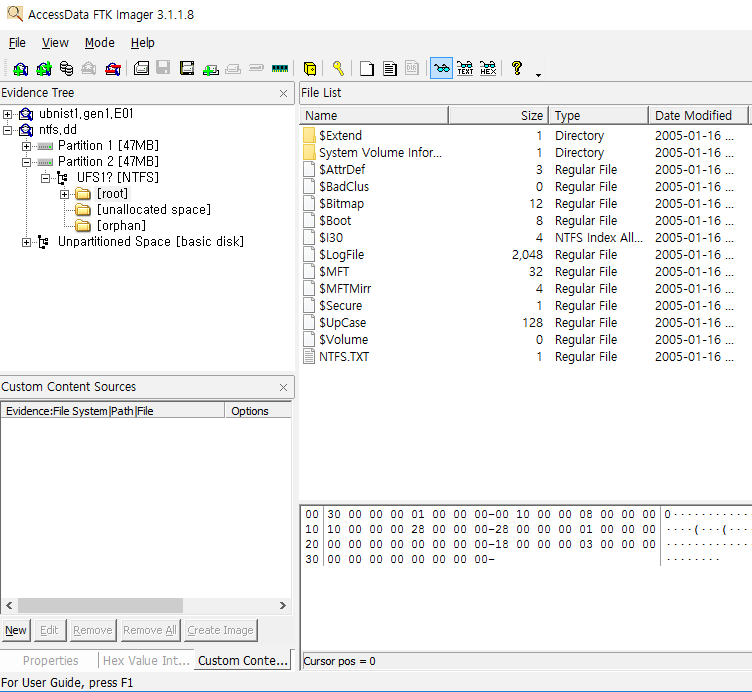 AccessData FTK Imager 3.1.1.8
File View Mode Help
Evidence Tree
ubnist1,gen1,E01
ntfs,dd
Partition 1 [47MB]
Partition 2 [47MB]
UFS1? [NTFS]
[root]
[unallocated space]
[orphan]
Unpartitioned Space [basic disk]
Custom Content Sources
Evidence:File System|Path|File Options
New Edit Remove Remove All Create Image
Properties Hex Value Int... Custom Conte...
File List
Name Size Type Date Modified
$Extend 1 Directory 2005-01-16 ...
System Volume Infor... 1 Directory 2005-01-16 ...
$AttrDef 3 Regular File 2005-01-16 ...
$BadClus 0 Regular File 2005-01-16 ...
$Bitmap 12 Regular File 2005-01-16 ...
$Boot 8 Regular File 2005-01-16 ...
$I30 4 NTFS Index All... 2005-01-16 ...
$LogFile 2,048 Regular File 2005-01-16 ...
$MFT 32 Regular File 2005-01-16 ...
$MFTMirr 4 Regular File 2005-01-16 ...
$Secure 1 Regular File 2005-01-16 ...
$UpCase 128 Regular File 2005-01-16 ...
$Volume 0 Regular File 2005-01-16 ...
NTFS.TXT 1 Regular File 2005-01-16 ...
00 30 00 00 00 01 00 00 00-00 10 00 00 08 00 00 00 0···········
10 10 00 00 00 28 00 00 00-28 00 00 00 01 00 00 00 ····(···(···
20 00 00 00 00 00 00 00 00-18 00 00 00 03 00 00 00 ············
30 00 00 00 00 00 00 00 00- ········
Cursor pos = 0
For User Guide, press F1